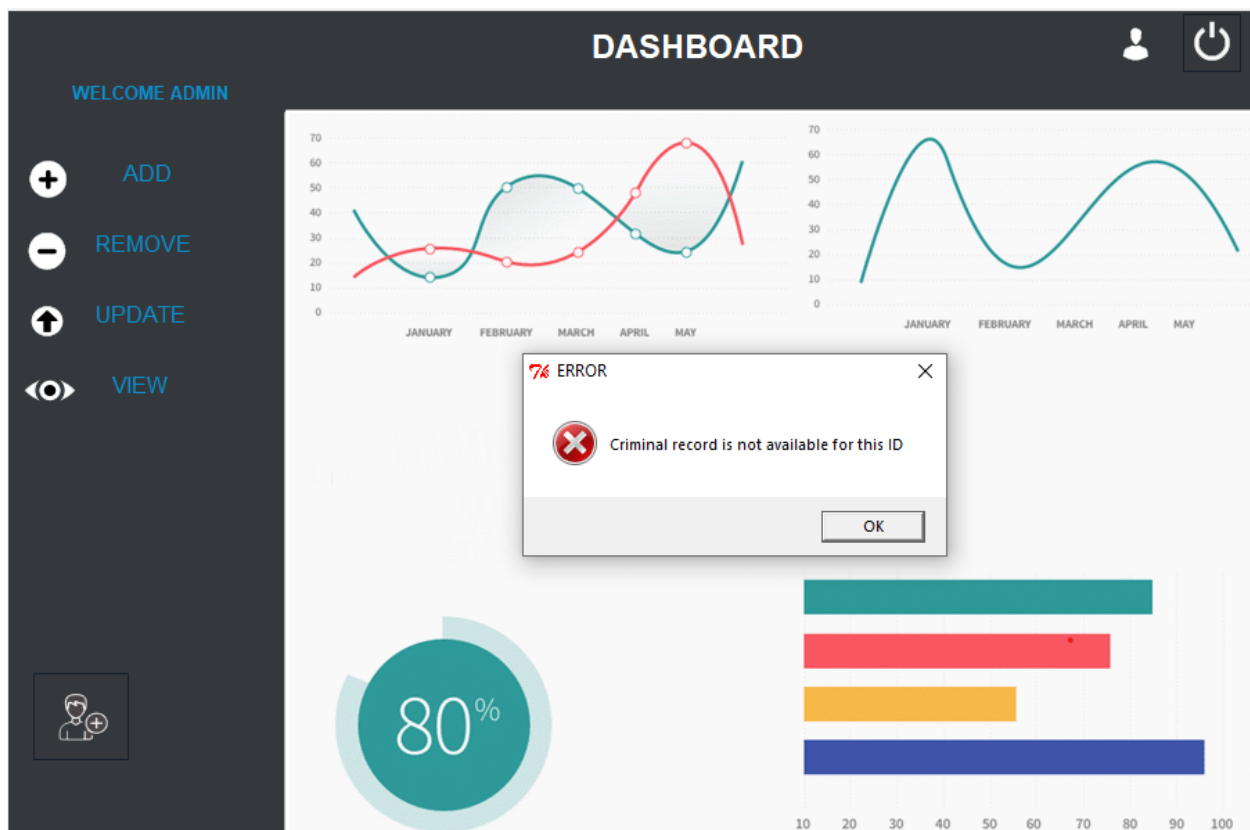 DASHBOARD
WELCOME ADMIN
ADD
REMOVE
UPDATE
VIEW
70
60
50
40
30
20
10
0
JANUARY FEBRUARY MARCH APRIL MAY
70
60
50
40
30
20
10
0
JANUARY FEBRUARY MARCH APRIL MAY
ERROR
Criminal record is not available for this ID
OK
80%
10 20 30 40 50 60 70 80 90 100